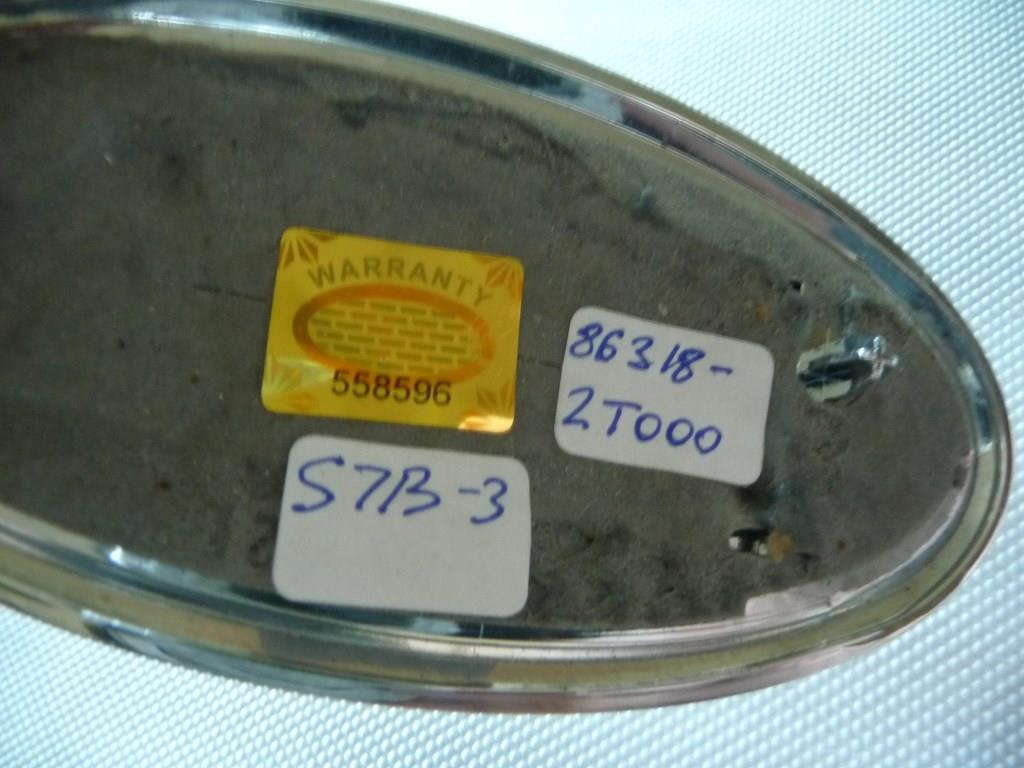 WARRANTY
558596
86318-
2T000
S7B-3